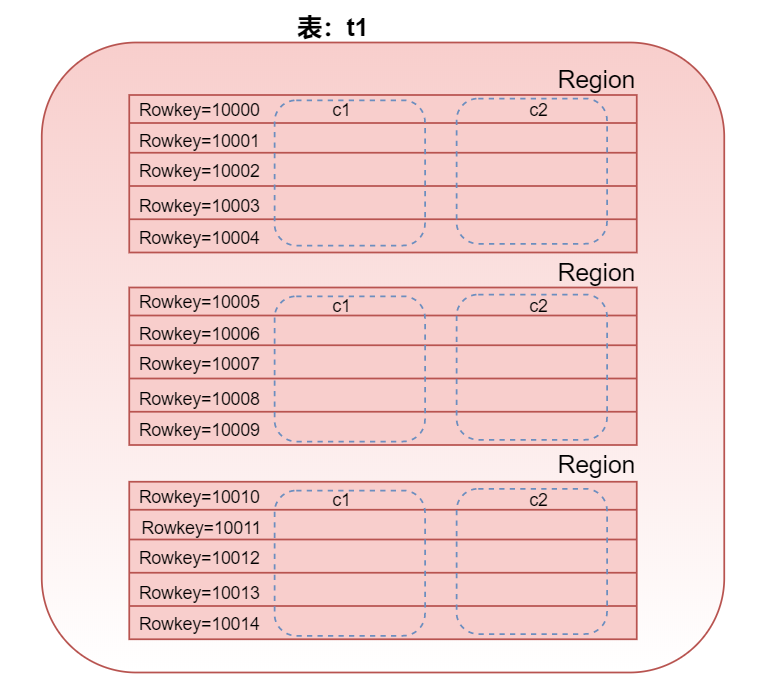 表：t1
Region
Rowkey=10000 c1 c2
Rowkey=10001
Rowkey=10002
Rowkey=10003
Rowkey=10004
Region
Rowkey=10005 c1 c2
Rowkey=10006
Rowkey=10007
Rowkey=10008
Rowkey=10009
Region
Rowkey=10010 c1 c2
Rowkey=10011
Rowkey=10012
Rowkey=10013
Rowkey=10014